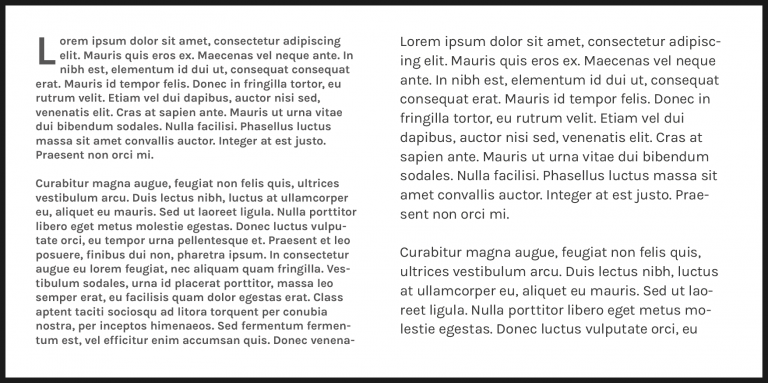 Lorem ipsum dolor sit amet, consectetur adipiscing
elit. Mauris quis eros ex. Maecenas vel neque ante. In
nibh est, elementum id dui ut, consequat consequat
erat. Mauris id tempor felis. Donec in fringilla tortor, eu
rutrum velit. Etiam vel dui dapibus, auctor nisi sed,
venenatis elit. Cras at sapien ante. Mauris ut urna vitae
dui bibendum sodales. Nulla facilisi. Phasellus luctus
massa sit amet convallis auctor. Integer at est justo.
Praesent non orci mi.
Curabitur magna augue, feugiat non felis quis, ultrices
vestibulum arcu. Duis lectus nibh, luctus at ullamcorper
eu, aliquet eu mauris. Sed ut laoreet ligula. Nulla porttitor
libero eget metus molestie egestas. Donec luctus vulpu-
tate orci, eu tempor urna pellentesque et. Praesent et leo
posuere, finibus dui non, pharetra ipsum. In consectetur
augue eu lorem feugiat, nec aliquam quam fringilla. Ves-
tibulum sodales, urna id placerat porttitor, massa leo
semper erat, eu facilisis quam dolor egestas erat. Class
aptent taciti sociosqu ad litora torquent per conubia
nostra, per inceptos himenaeos. Sed fermentum fermen-
tum est, vel efficitur enim accumsan quis. Donec venena-
Lorem ipsum dolor sit amet, consectetur adipisc-
ing elit. Mauris quis eros ex. Maecenas vel neque
ante. In nibh est, elementum id dui ut, consequat
consequat erat. Mauris id tempor felis. Donec in
fringilla tortor, eu rutrum velit. Etiam vel dui
dapibus, auctor nisi sed, venenatis elit. Cras at
sapien ante. Mauris ut urna vitae dui bibendum
sodales. Nulla facilisi. Phasellus luctus massa sit
amet convallis auctor. Integer at est justo. Prae-
sent non orci mi.
Curabitur magna augue, feugiat non felis quis,
ultrices vestibulum arcu. Duis lectus nibh, luctus
at ullamcorper eu, aliquet eu mauris. Sed ut lao-
reet ligula. Nulla porttitor libero eget metus mo-
lestie egestas. Donec luctus vulputate orci, eu